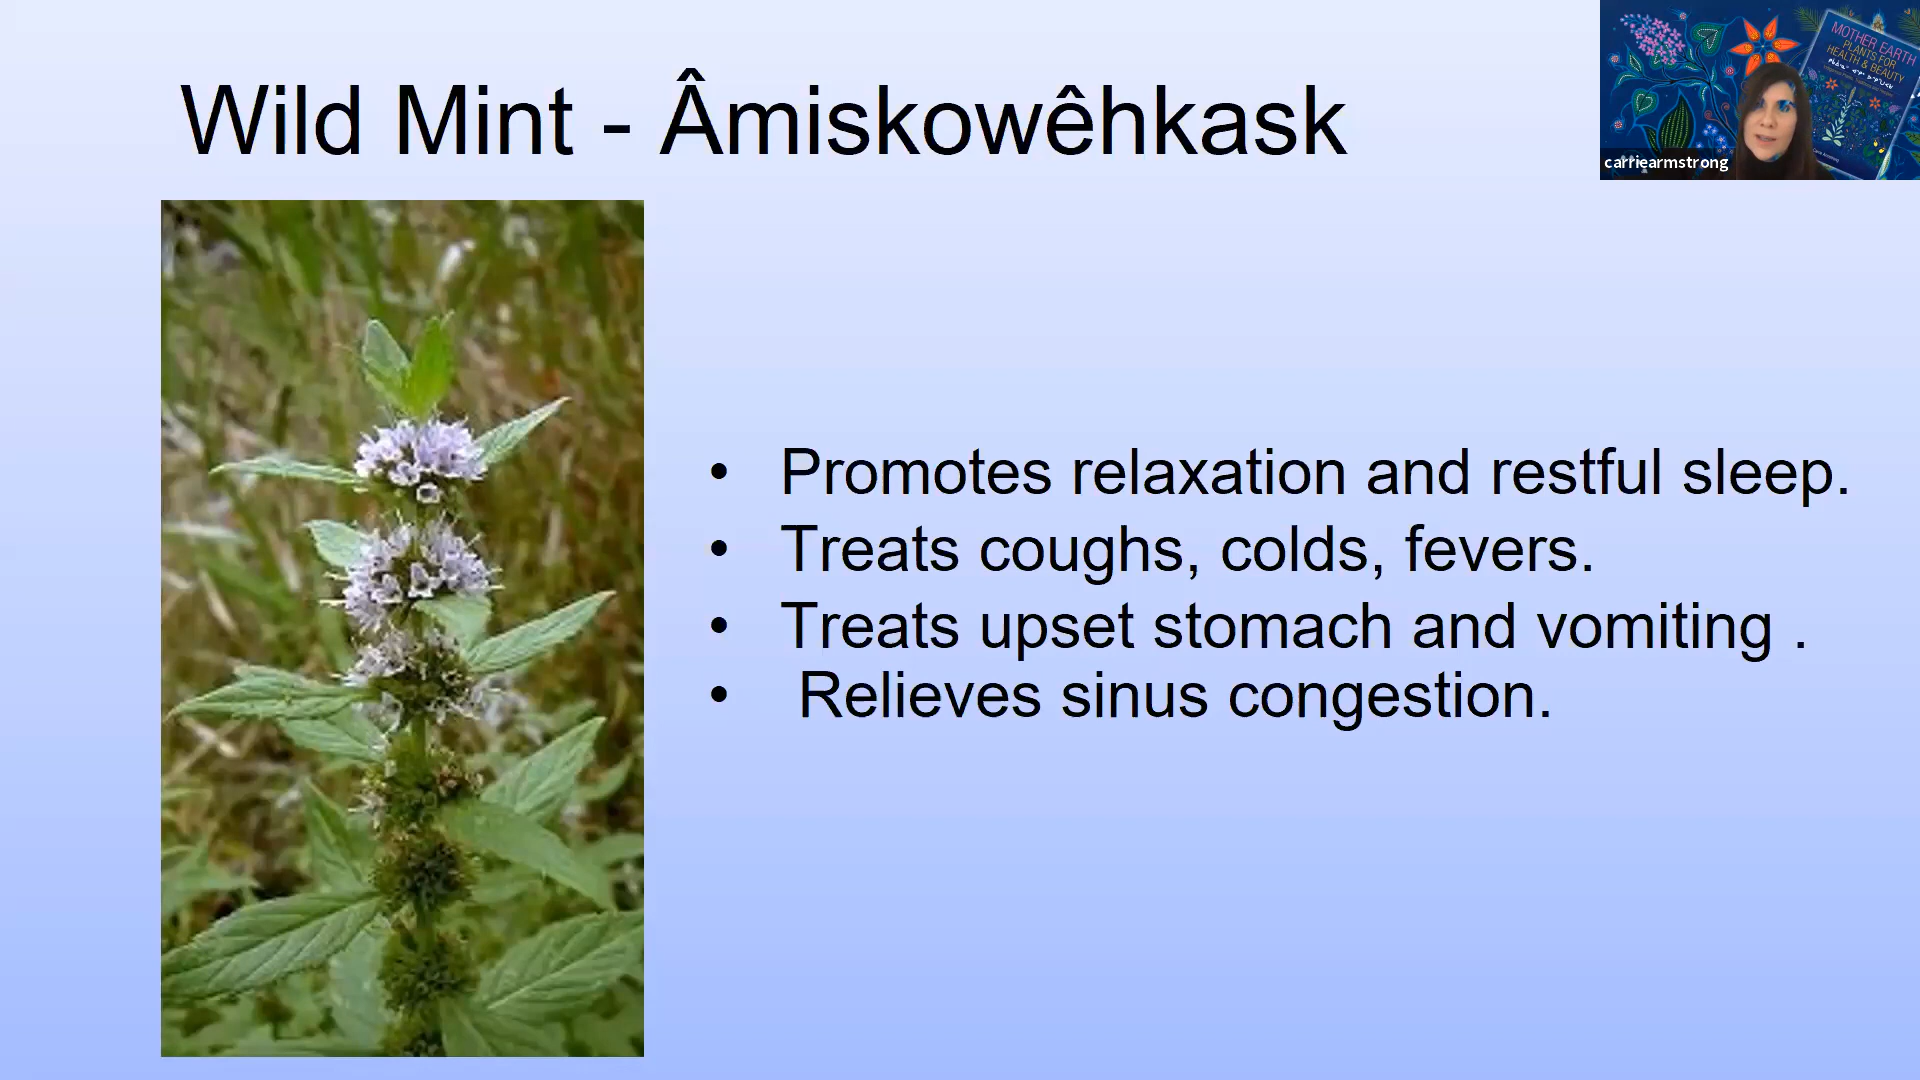 Wild Mint - Âmiskowêhkask
MOTHER EARTH
PLANTS FOR
HEALTH & BEAUTY
carriearmstrong
• Promotes relaxation and restful sleep.
• Treats coughs, colds, fevers.
• Treats upset stomach and vomiting .
• Relieves sinus congestion.